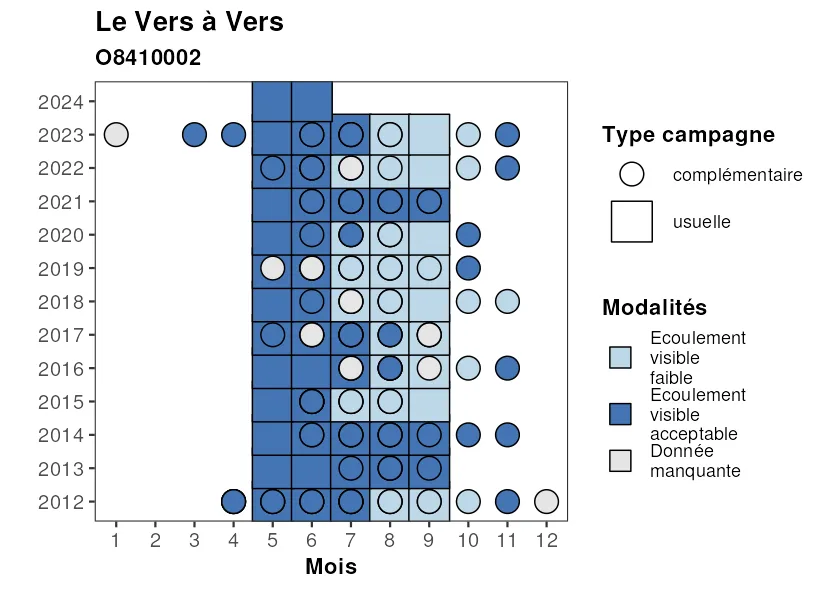 Le Vers à Vers
O8410002
2024
2023
2022
2021
2020
2019
2018
2017
2016
2015
2014
2013
2012
1 2 3 4 5 6 7 8 9 10 11 12
Mois
Type campagne
complémentaire
usuelle
Modalités
Ecoulement
visible
faible
Ecoulement
visible
acceptable
Donnée
manquante